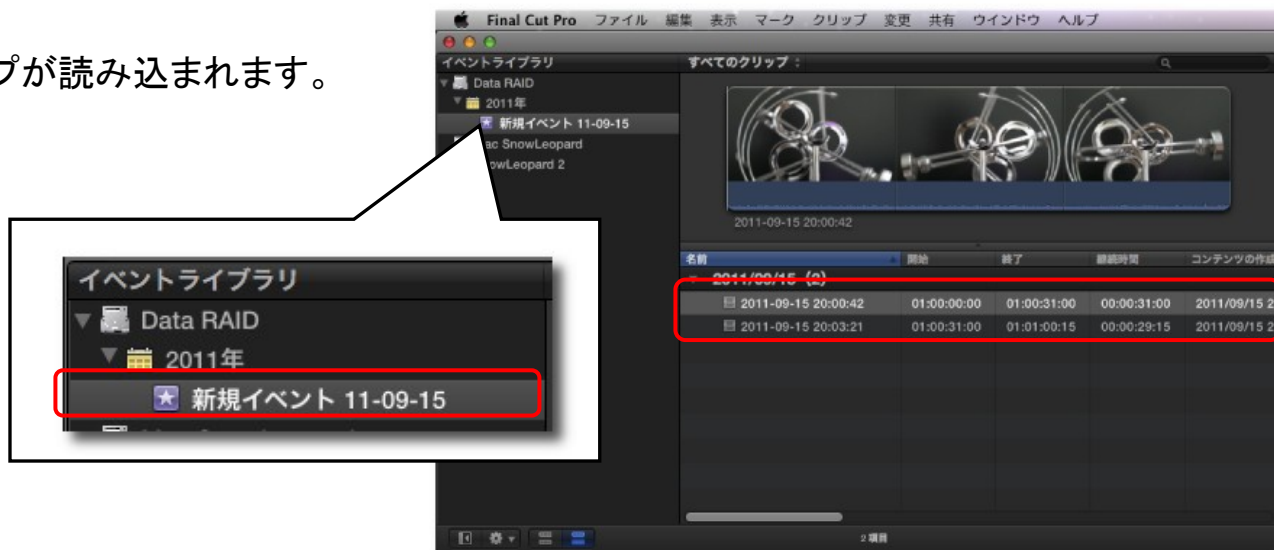 プが読み込まれます。
Final Cut Pro ファイル 編集 表示 マーク クリップ 変更 共有 ウインドウ ヘルプ
イベントライブラリ
Data RAID
2011年
新規イベント 11-09-15
ac SnowLeopard
owLeopard 2
すべてのクリップ
2011-09-15 20:00:42
名前 開始 終了 継続時間 コンテンツの作成
2011/09/15 (2)
2011-09-15 20:00:42 01:00:00:00 01:00:31:00 00:00:31:00 2011/09/15 2
2011-09-15 20:03:21 01:00:31:00 01:01:00:15 00:00:29:15 2011/09/15 2
2 項目
イベントライブラリ
Data RAID
2011年
新規イベント 11-09-15